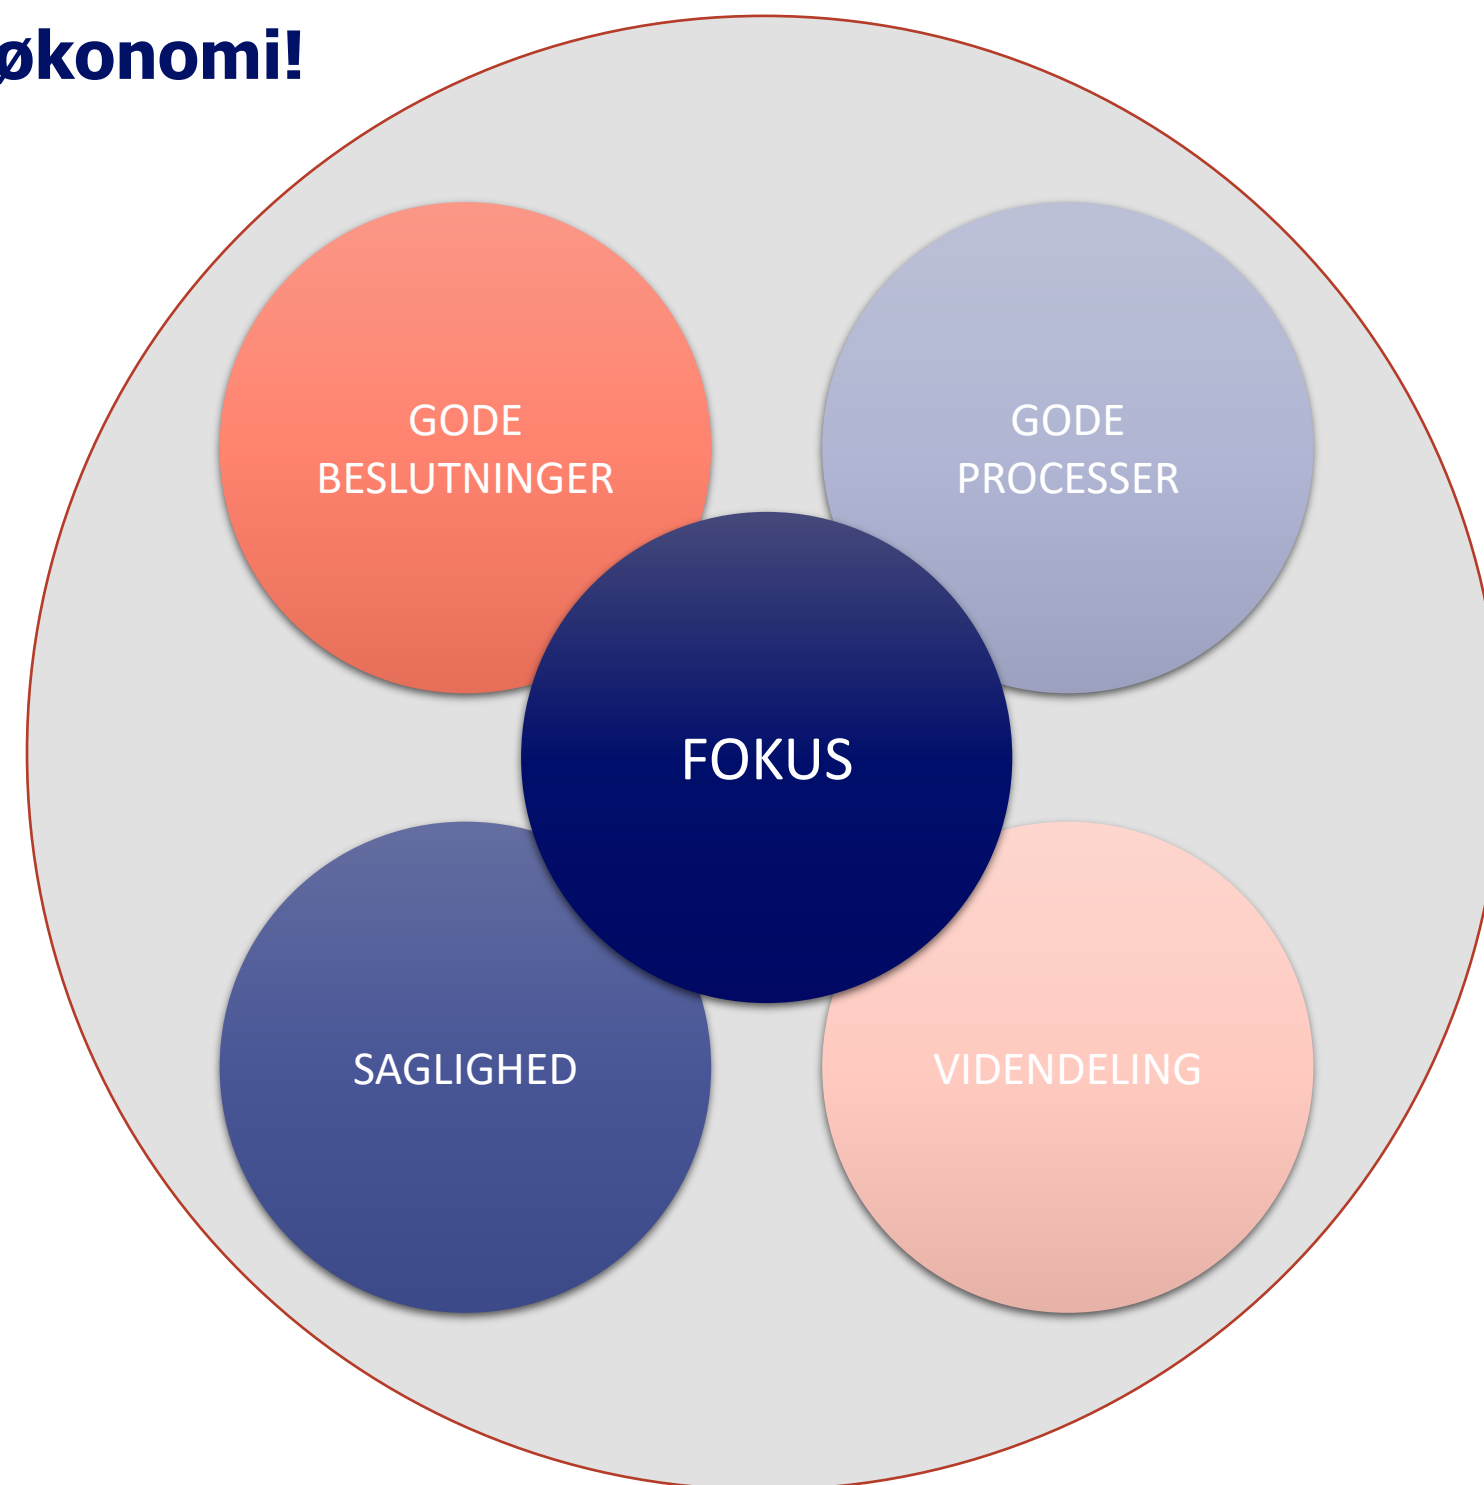 økonomi!
GODE
BESLUTNINGER
GODE
PROCESSER
FOKUS
SAGLIGHED
VIDENDELING